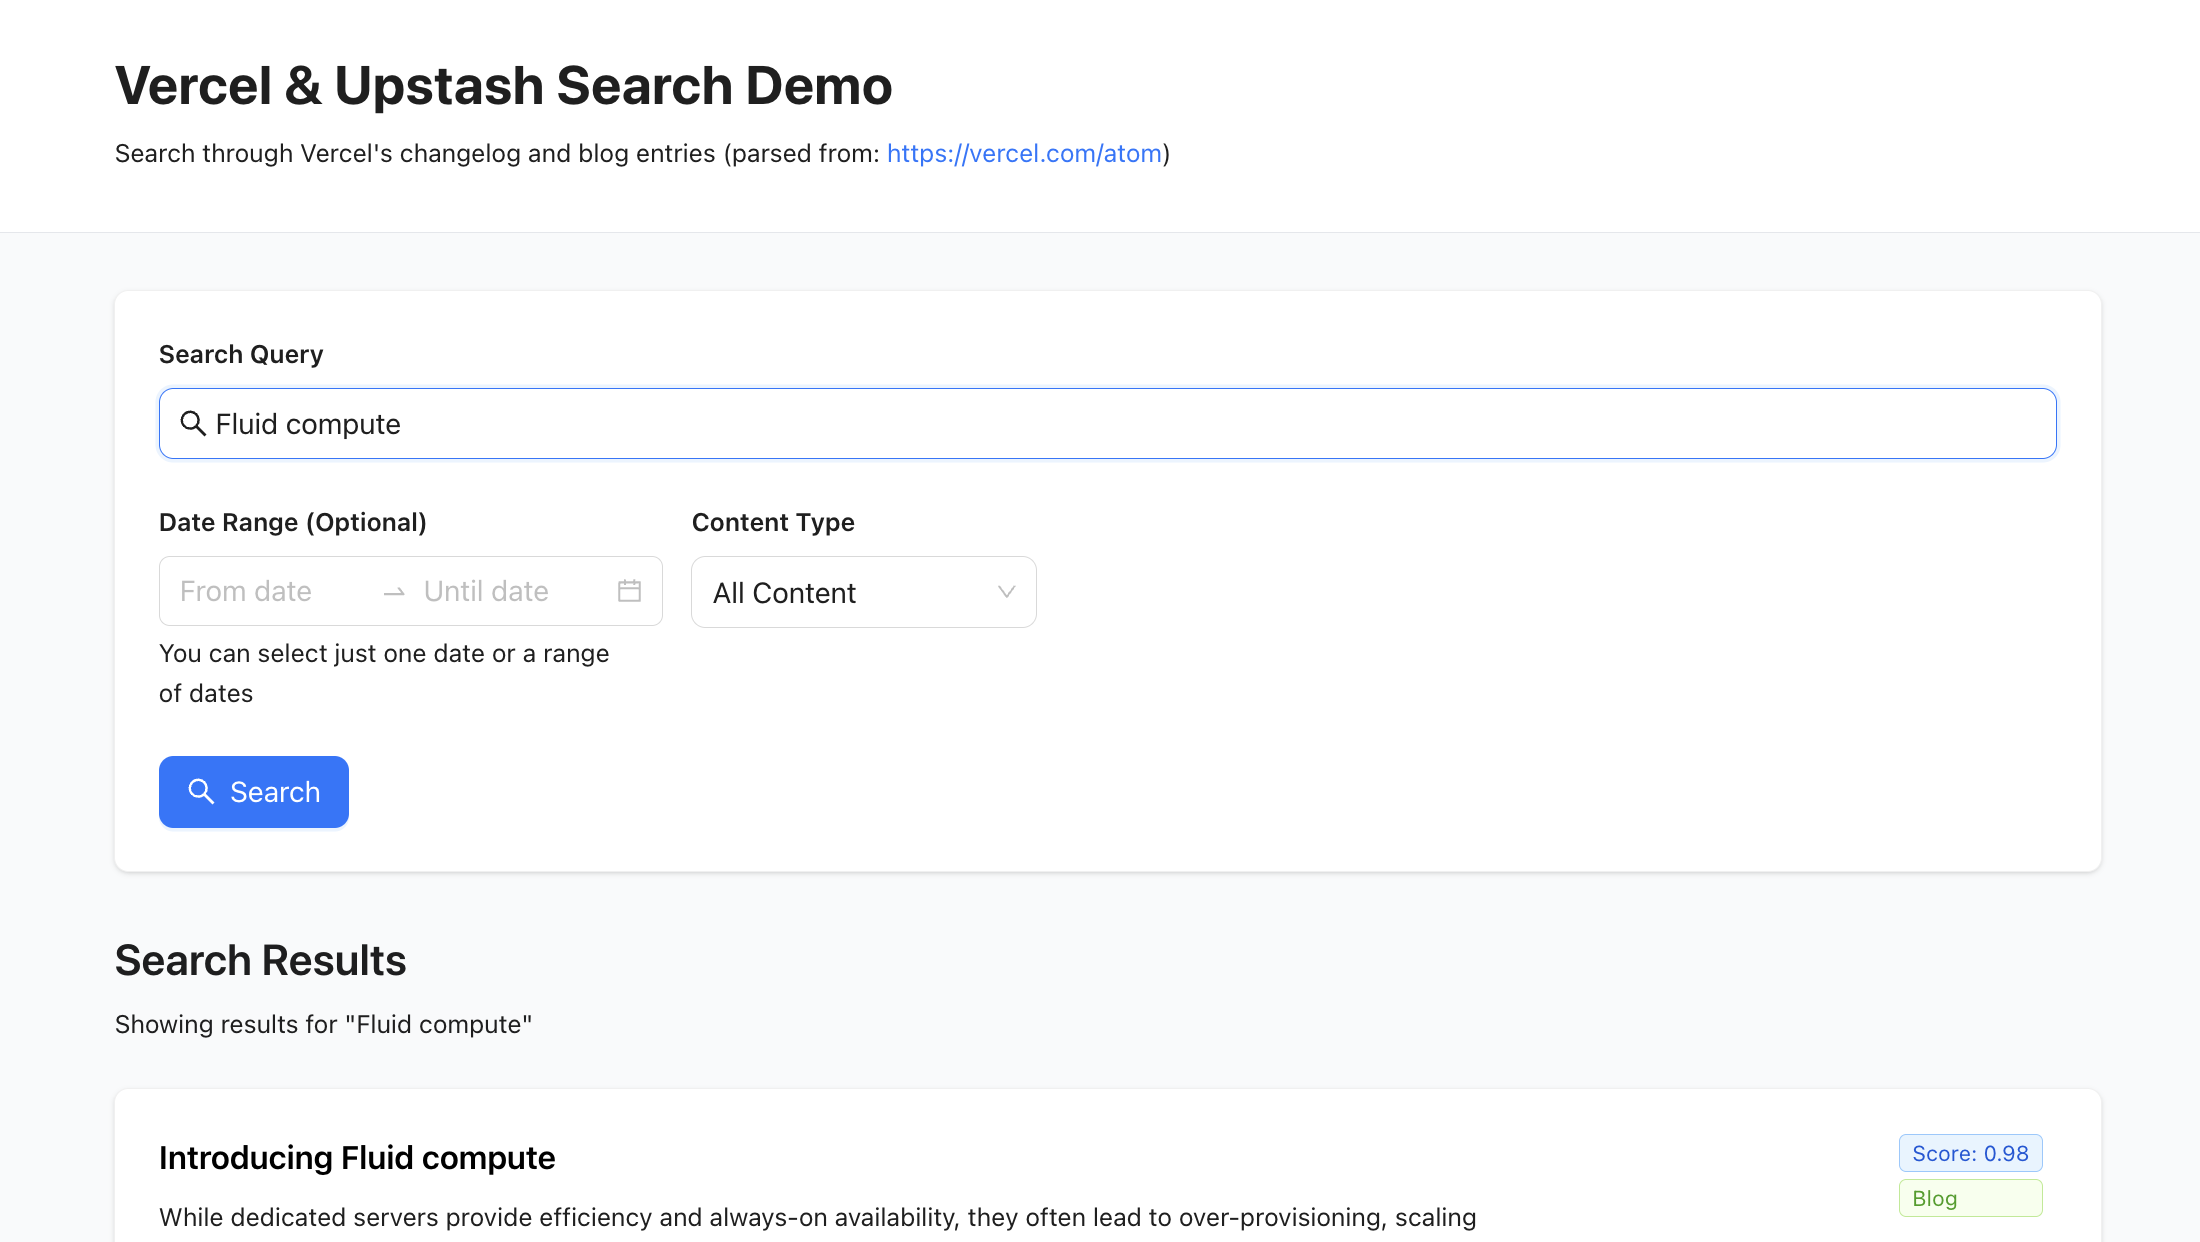 Vercel & Upstash Search Demo
Search through Vercel's changelog and blog entries (parsed from: https://vercel.com/atom)
Search Query
Fluid compute
Date Range (Optional)
Content Type
From date → Until date
All Content
You can select just one date or a range
of dates
Search
Search Results
Showing results for "Fluid compute"
Introducing Fluid compute
Score: 0.98
Blog
While dedicated servers provide efficiency and always-on availability, they often lead to over-provisioning, scaling